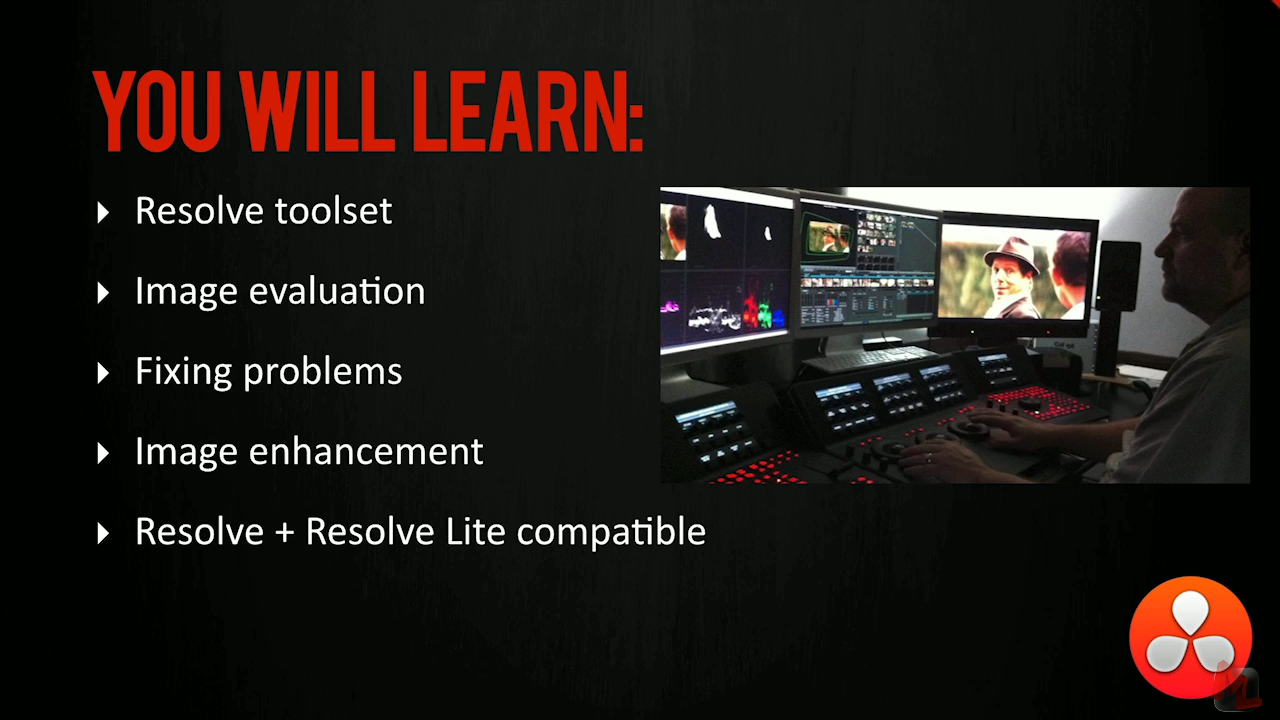 YOU WILL LEARN:
Resolve toolset
Image evaluation
Fixing problems
Image enhancement
Resolve + Resolve Lite compatible